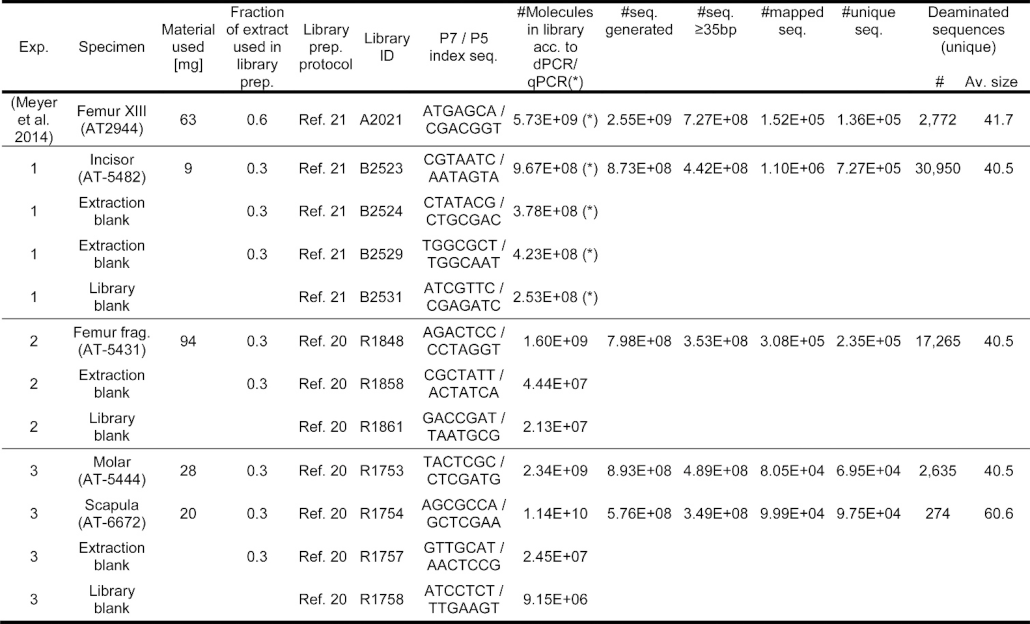 Exp. Specimen Material used [mg] Fraction of extract used in library prep. Library prep. protocol Library ID P7 / P5 index seq. #Molecules in library acc. to dPCR/ qPCR(*) #seq. generated #seq. ≥35bp #mapped seq. #unique seq. Deaminated sequences (unique) # Av. size
(Meyer et al. 2014) Femur XIII (AT2944) 63 0.6 Ref. 21 A2021 ATGAGCA / CGACGGT 5.73E+09 (*) 2.55E+09 7.27E+08 1.52E+05 1.36E+05 2,772 41.7
1 Incisor (AT-5482) 9 0.3 Ref. 21 B2523 CGTAATC / AATAGTA 9.67E+08 (*) 8.73E+08 4.42E+08 1.10E+06 7.27E+05 30,950 40.5
1 Extraction blank 0.3 Ref. 21 B2524 CTATACG / CTGCGAC 3.78E+08 (*)
1 Extraction blank 0.3 Ref. 21 B2529 TGGCGCT / TGGCAAT 4.23E+08 (*)
1 Library blank Ref. 21 B2531 ATCGTTC / CGAGATC 2.53E+08 (*)
2 Femur frag. (AT-5431) 94 0.3 Ref. 20 R1848 AGACTCC / CCTAGGT 1.60E+09 7.98E+08 3.53E+08 3.08E+05 2.35E+05 17,265 40.5
2 Extraction blank 0.3 Ref. 20 R1858 CGCTATT / ACTATCA 4.44E+07
2 Library blank Ref. 20 R1861 GACCGAT / TAATGCG 2.13E+07
3 Molar (AT-5444) 28 0.3 Ref. 20 R1753 TACTCGC / CTCGATG 2.34E+09 8.93E+08 4.89E+08 8.05E+04 6.95E+04 2,635 40.5
3 Scapula (AT-6672) 20 0.3 Ref. 20 R1754 AGCGCCA / GCTCGAA 1.14E+10 5.76E+08 3.49E+08 9.99E+04 9.75E+04 274 60.6
3 Extraction blank 0.3 Ref. 20 R1757 GTTGCAT / AACTCCG 2.45E+07
3 Library blank Ref. 20 R1758 ATCCTCT / TTGAAGT 9.15E+06